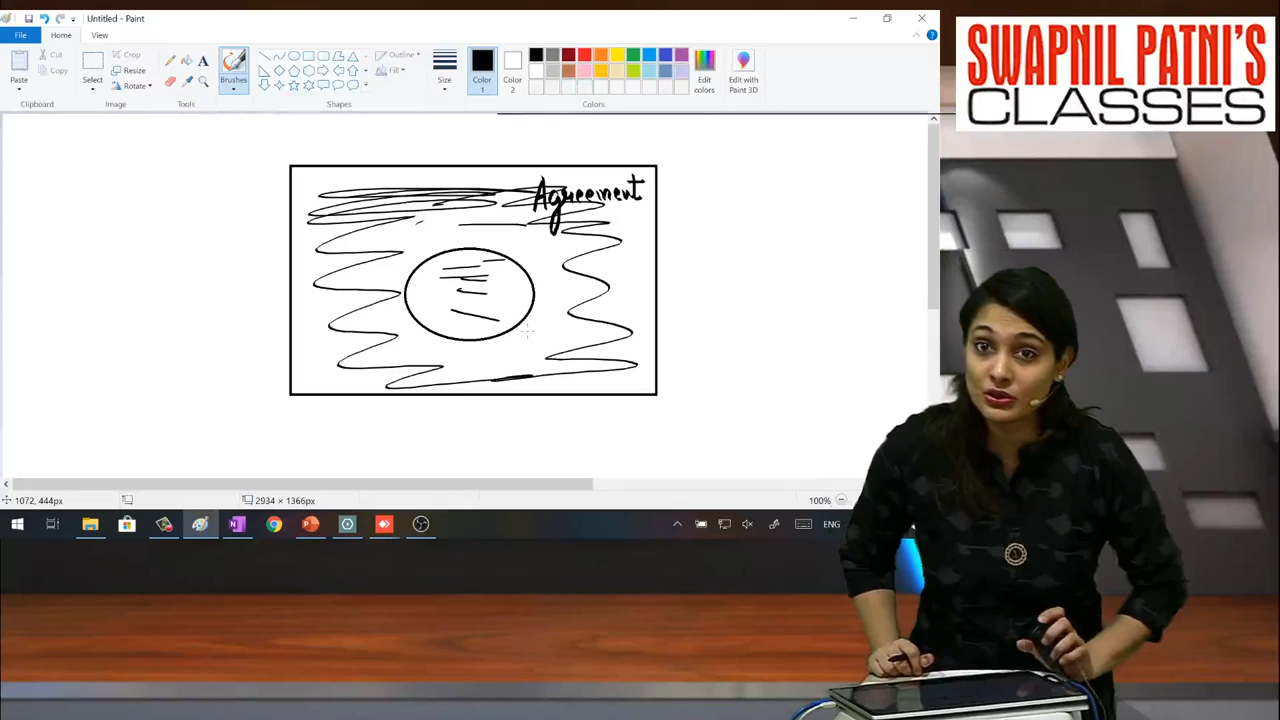 Untitled - Paint
File
Home
View
Cut
Copy
Paste
Clipboard
Crop
Resize
Rotate
Select
Image
Tools
Brushes
Outline
Fill
Shapes
Size
Color 1
Color 2
Edit colors
Edit with Paint 3D
Colors
Agreement
1072, 444px
2934 × 1366px
100%
ENG
SWAPNIL PATNI'S
CLASSES